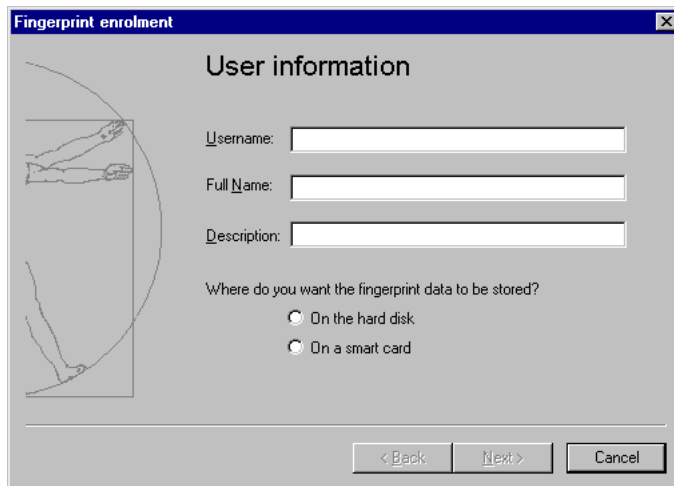 Fingerprint enrolment
User information
Username:
Full Name:
Description:
Where do you want the fingerprint data to be stored?
On the hard disk
On a smart card
< Back Next > Cancel